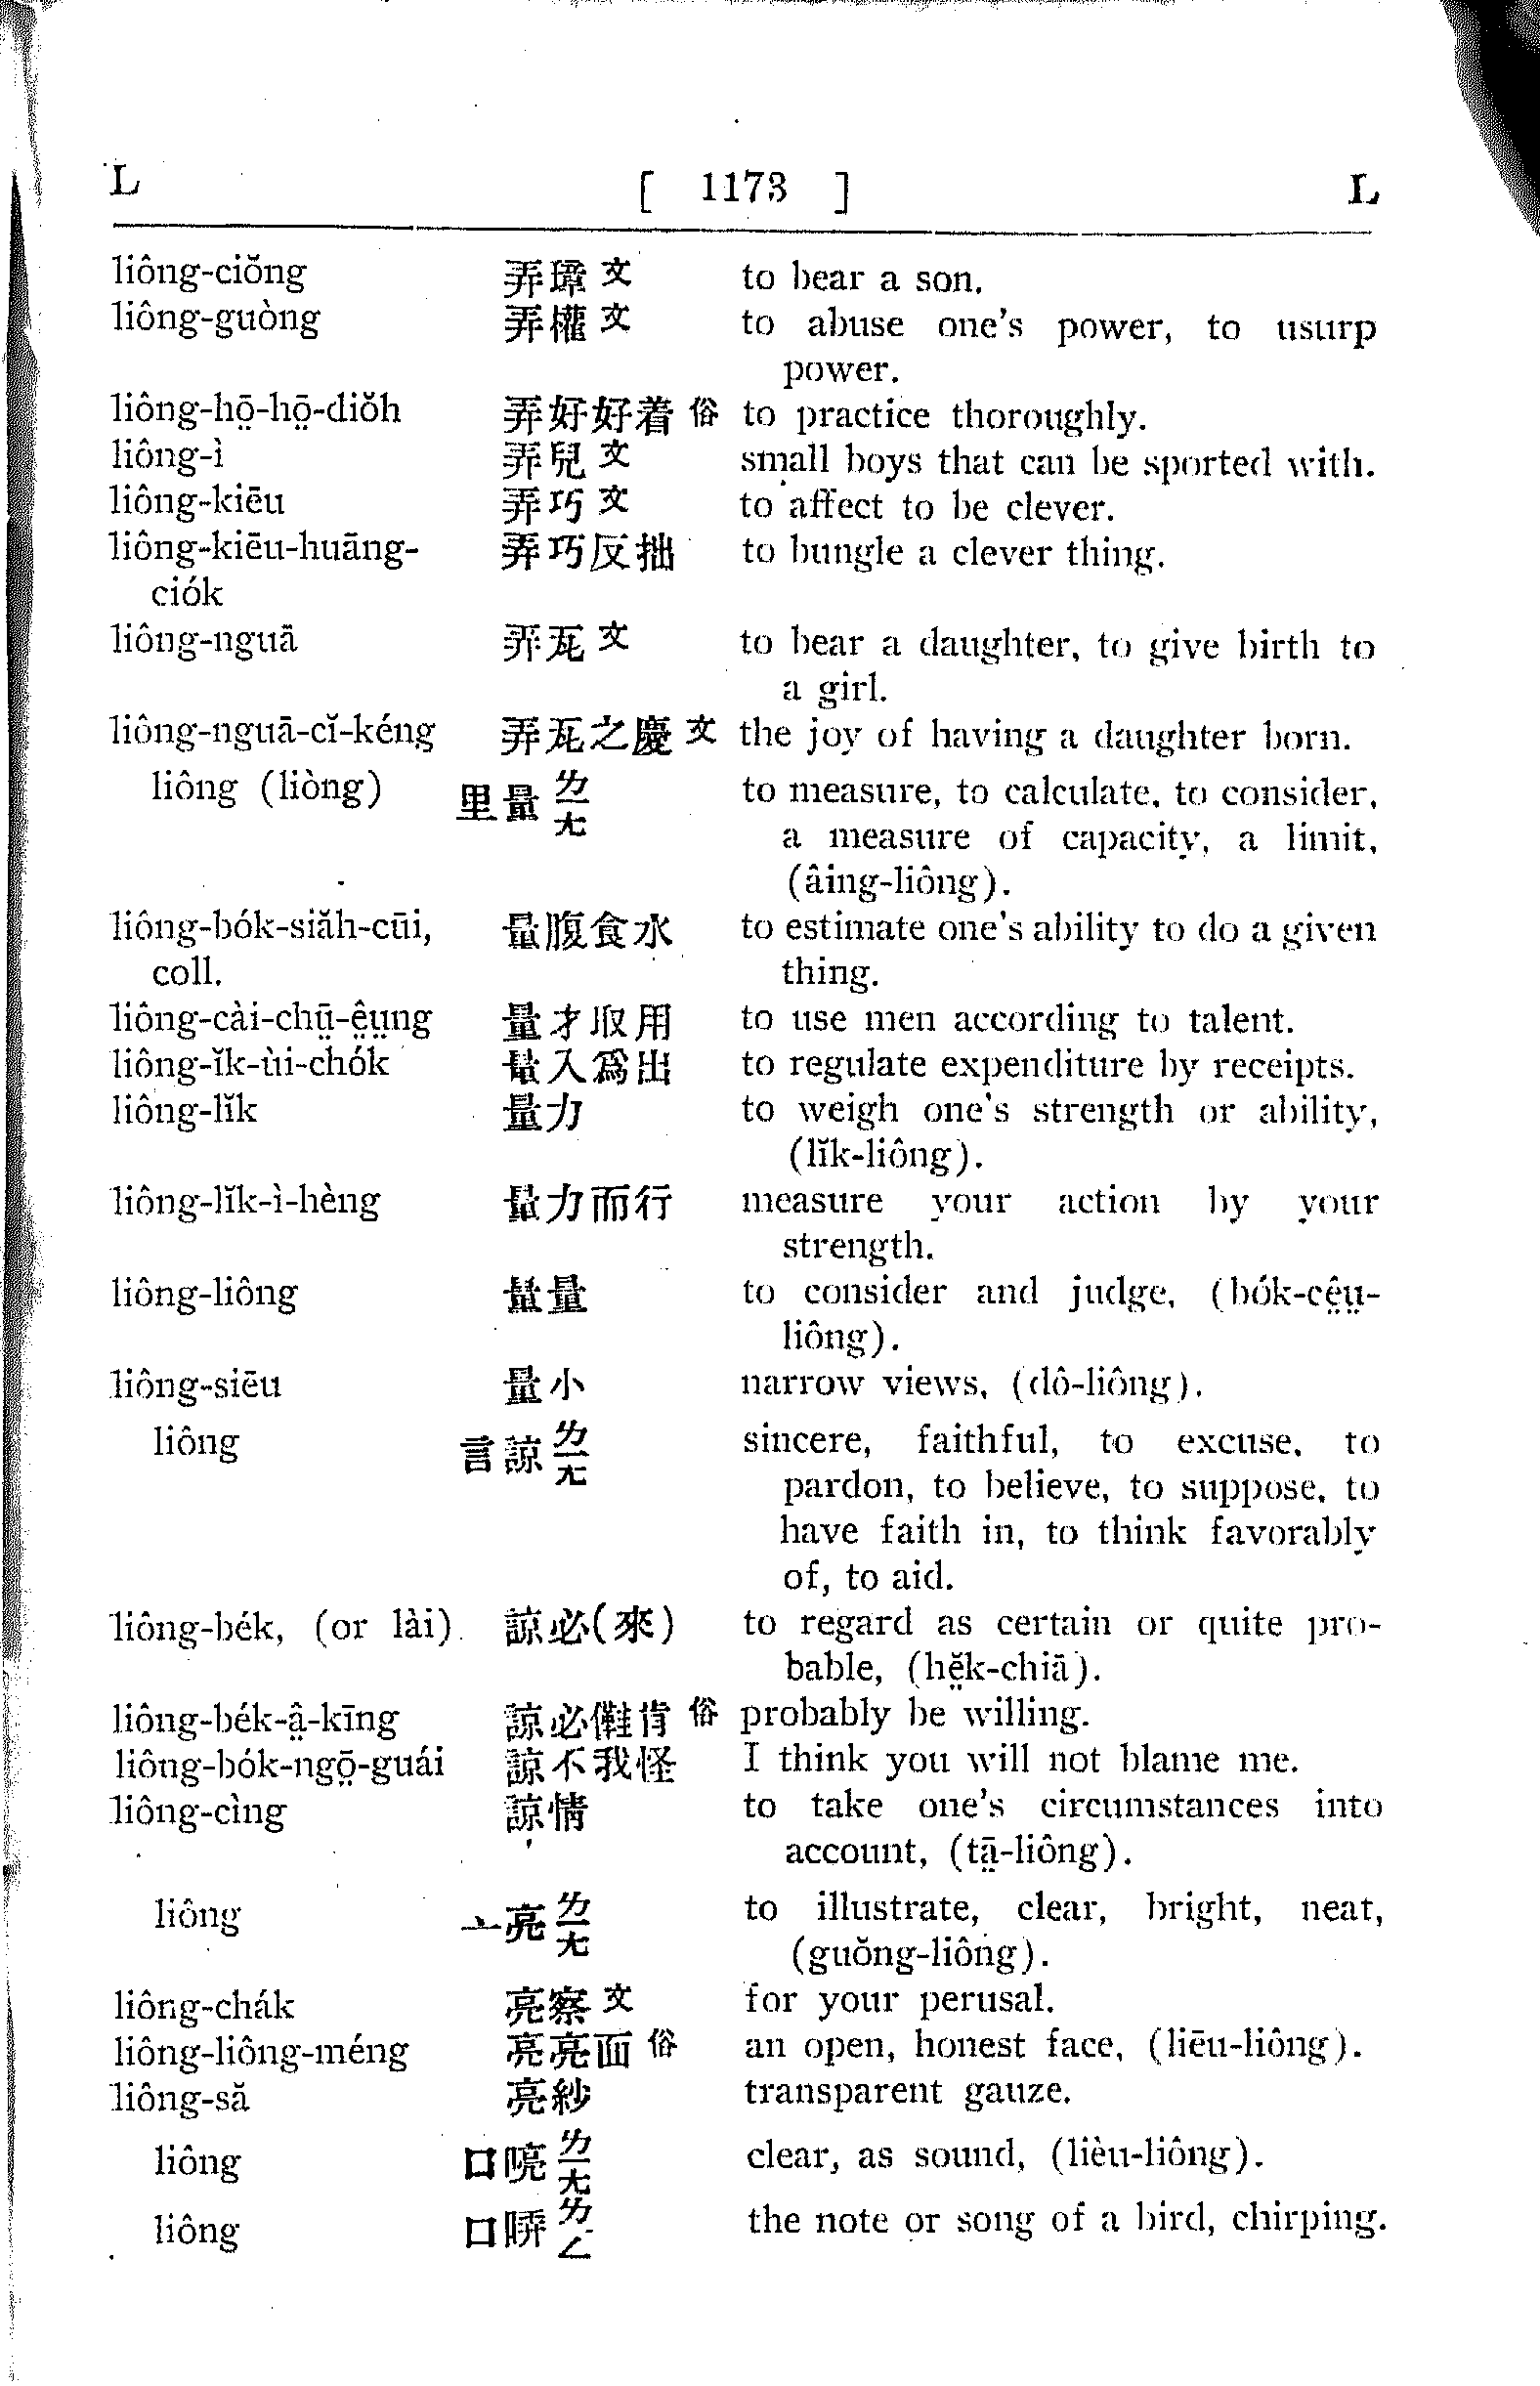 L [ 1173 ] L
liông-ciŏng 弄璋 文 to bear a son.
liông-guòng 弄權 文 to abuse one's power, to usurp
power.
liông-hō̤-hō̤-diŏh 弄好好着 俗 to practice thoroughly.
liông-ì 弄兒 文 small boys that can be sported with.
liông-kiēu 弄巧 文 to affect to be clever.
liông-kiēu-huāng- 弄巧反拙 to bungle a clever thing.
ciók
liông-nguā 弄瓦 文 to bear a daughter, to give birth to
a girl.
liông-nguā-cĭ-kéng 弄瓦之慶 文 the joy of having a daughter born.
liông (liòng) 里 量 ㄌㄧㄤ to measure, to calculate, to consider,
a measure of capacity, a limit,
(âing-liông).
liông-bók-siăh-cūi, 量腹食水 to estimate one's ability to do a given
coll. thing.
liông-cài-chṳ̄-ê̤ṳng 量才取用 to use men according to talent.
liông-ĭk-ùi-chók 量入爲出 to regulate expenditure by receipts.
liông-lĭk 量力 to weigh one's strength or ability,
(lĭk-liông).
liông-lĭk-ì-hèng 量力而行 measure your action by your
strength.
liông-liông 量量 to consider and judge, (bók-cê̤ṳ-
liông).
liông-siēu 量小 narrow views, (dô-liông).
liông 言 諒 ㄌㄧㄤ sincere, faithful, to excuse, to
pardon, to believe, to suppose, to
have faith in, to think favorably
of, to aid.
liông-bék, (or lài) 諒必(來) to regard as certain or quite pro-
bable, (hĕ̤k-chiā).
liông-bék-â̤-kīng 諒必㒲肯 俗 probably be willing.
liông-bók-ngō̤-guái 諒不我怪 I think you will not blame me.
liông-cìng 諒情 to take one's circumstances into
account, (tā̤-liông).
liông 亠 亮 ㄌㄧㄤ to illustrate, clear, bright, neat,
(guŏng-liông).
liông-chák 亮察 文 for your perusal.
liông-liông-méng 亮亮面 俗 an open, honest face, (liēu-liông).
liông-să 亮紗 transparent gauze.
liông 口 喨 ㄌㄧㄤ clear, as sound, (lièu-liông).
liông 口 哢 ㄌㄥ the note or song of a bird, chirping.